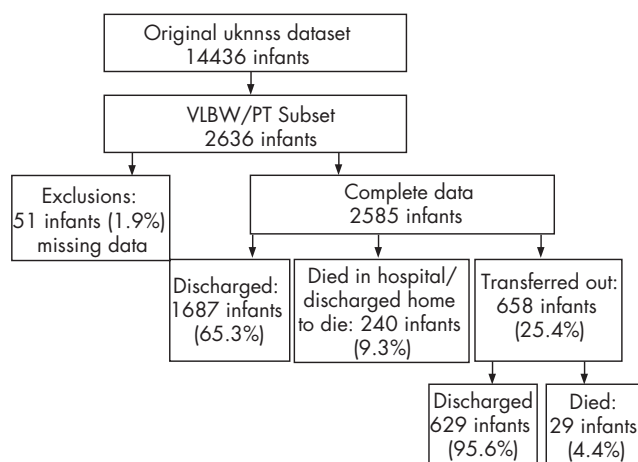 Original uknnss dataset
14436 infants
VLBW/PT Subset
2636 infants
Exclusions:
51 infants (1.9%)
missing data
Complete data
2585 infants
Discharged:
1687 infants
(65.3%)
Died in hospital/
discharged home
to die: 240 infants
(9.3%)
Transferred out:
658 infants
(25.4%)
Discharged
629 infants
(95.6%)
Died:
29 infants
(4.4%)